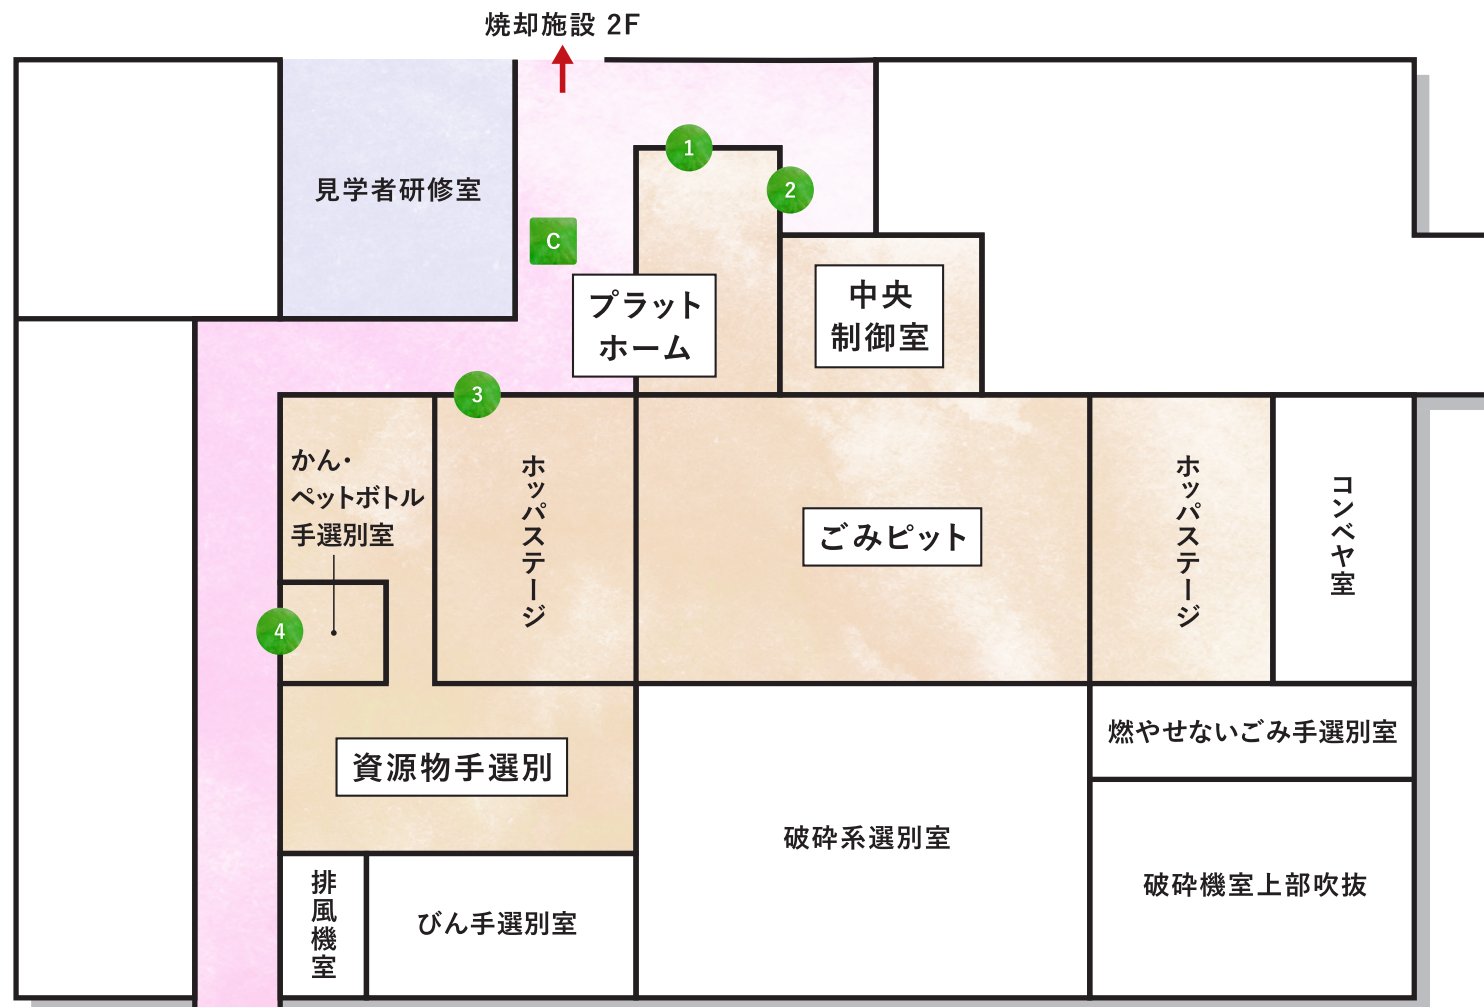 焼却施設 2F
見学者研修室
1
2
C
プラット
ホーム
中央
制御室
3
かん・
ペットボトル
手選別室
ホッパステージ
ごみピット
ホッパステージ
コンベヤ室
4
資源物手選別
燃やせないごみ手選別室
破砕系選別室
破砕機室上部吹抜
排風機室
びん手選別室